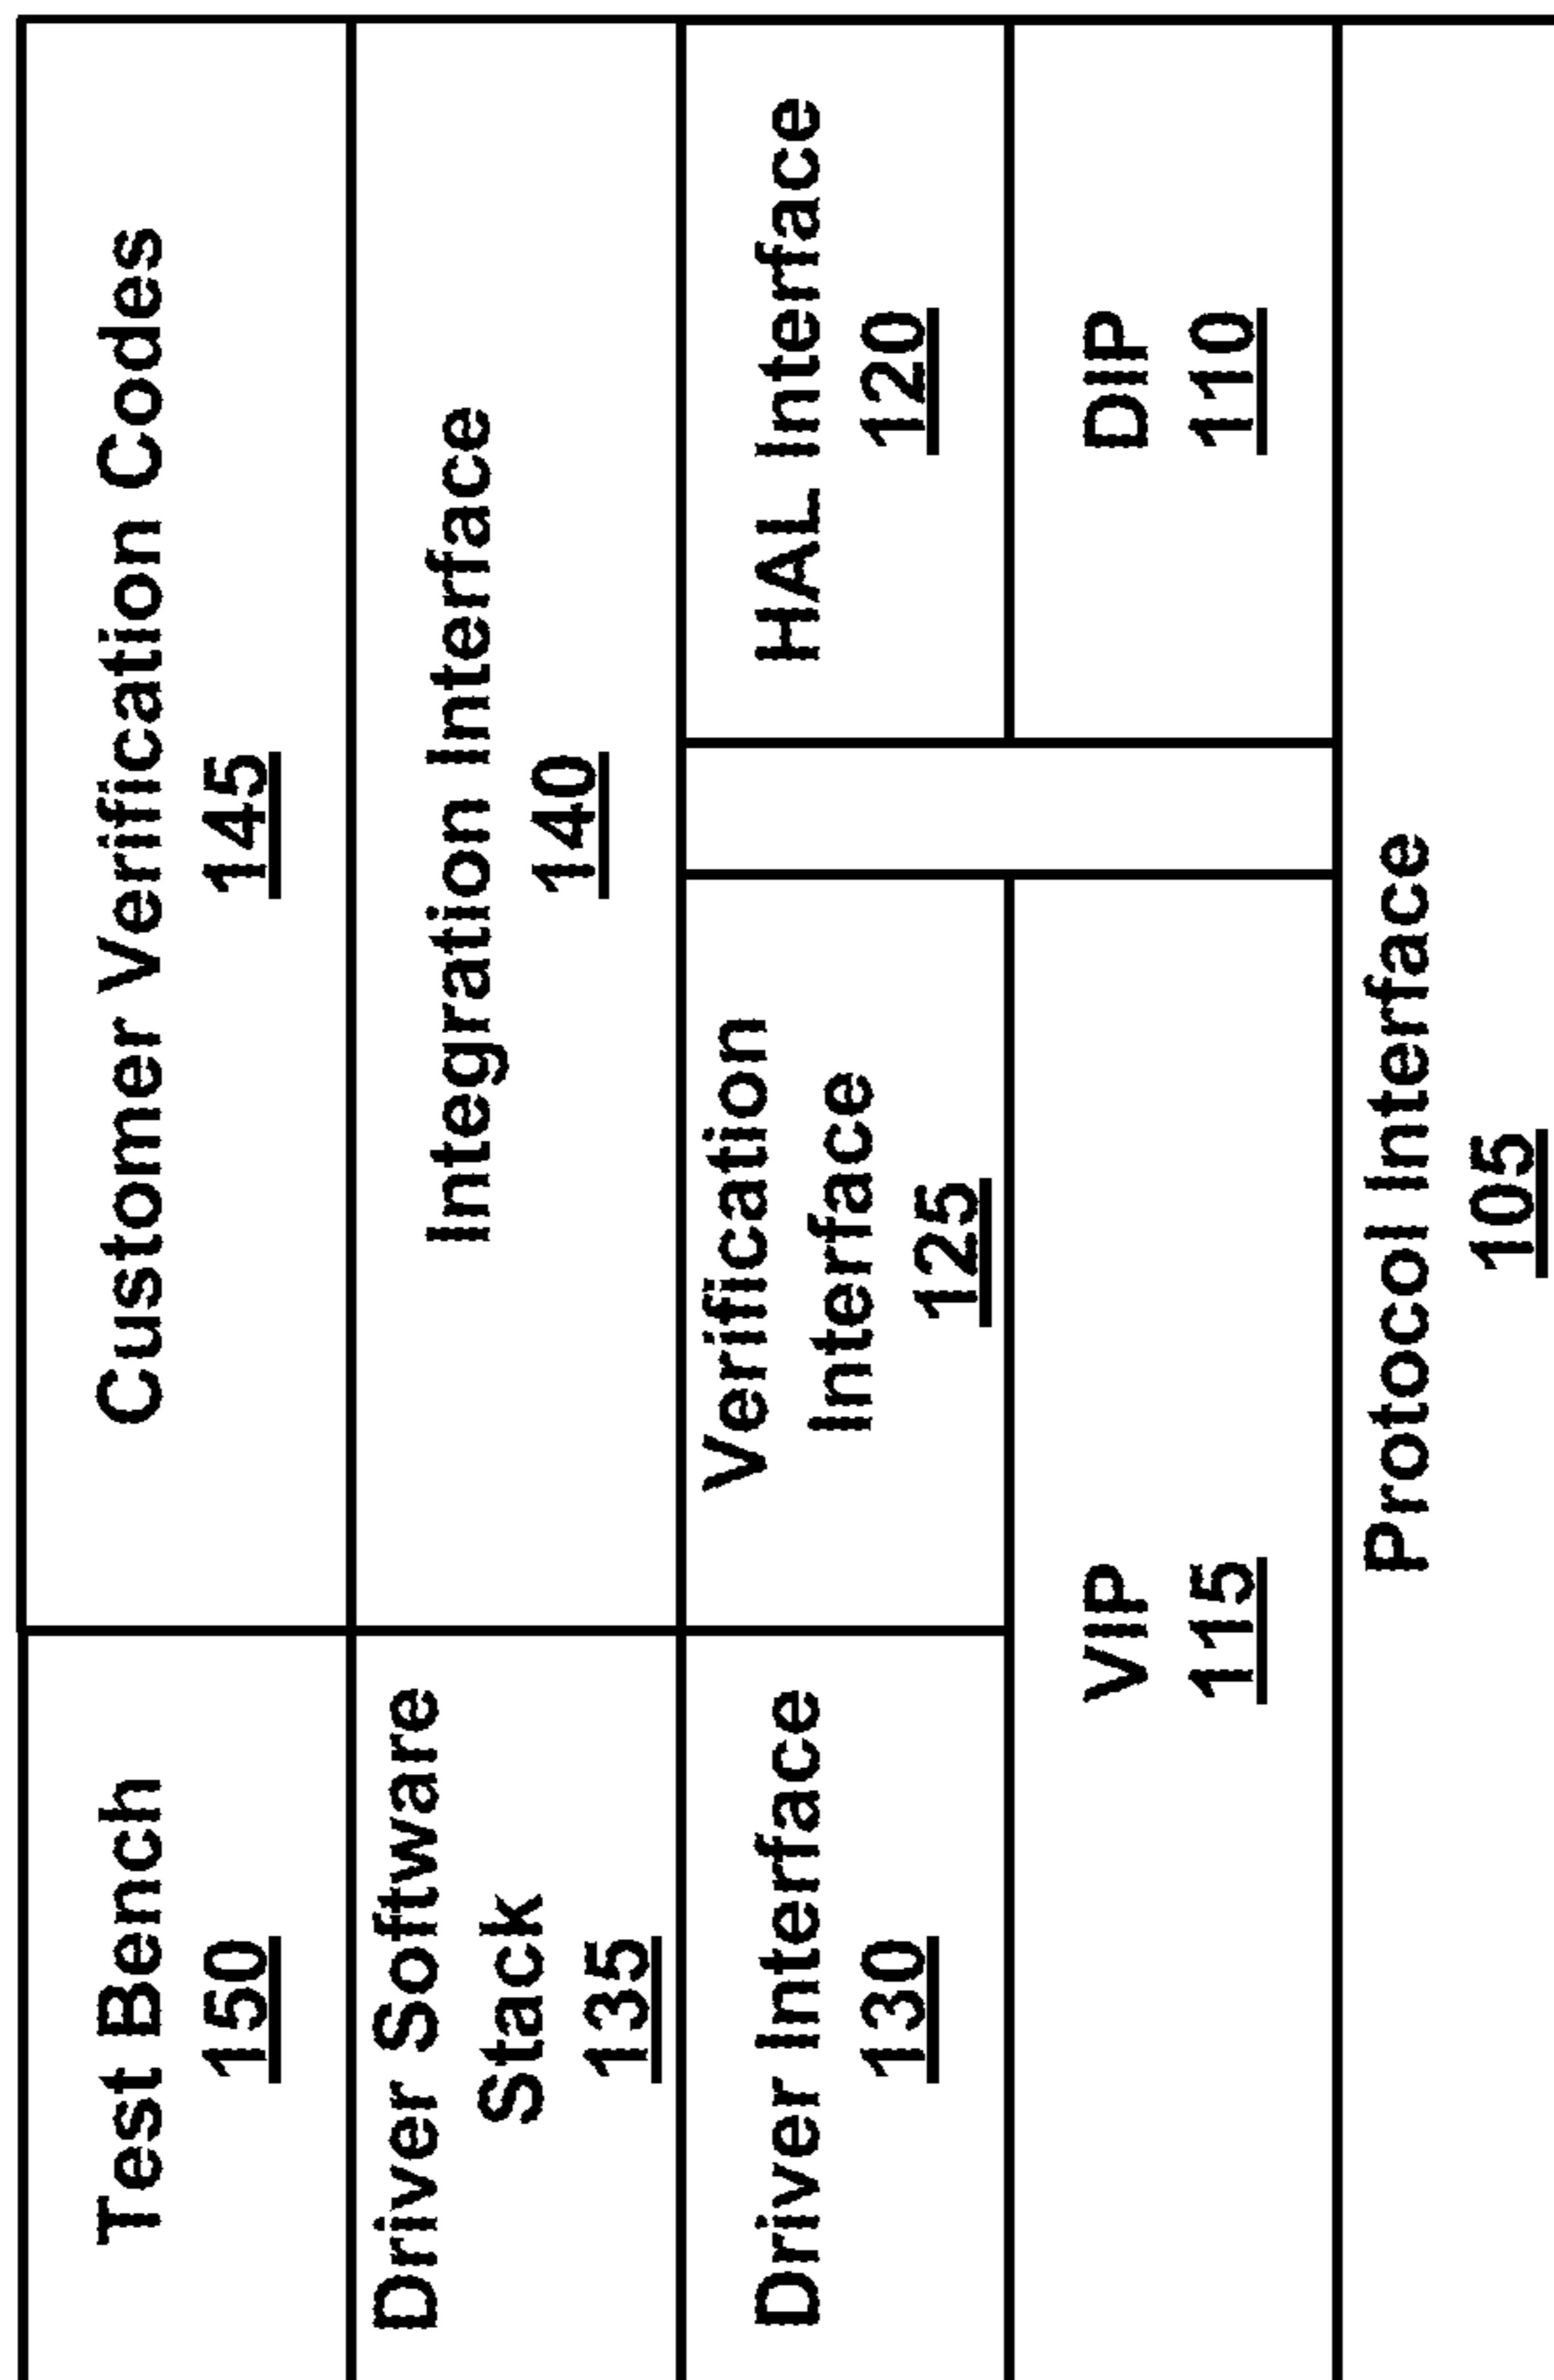 Test Bench
150
Customer Verification Codes
145
Driver Software
Stack
135
Integration Interface
140
Driver Interface
130
Verification
Interface
125
HAL Interface
120
VIP
115
DIP
110
Protocol Interface
105